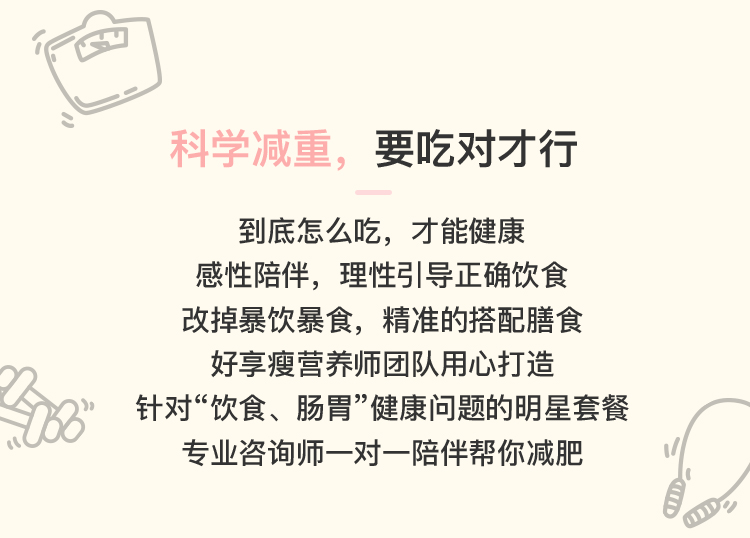 科学减重，要吃对才行
到底怎么吃，才能健康
感性陪伴，理性引导正确饮食
改掉暴饮暴食，精准的搭配膳食
好享瘦营养师团队用心打造
针对“饮食、肠胃”健康问题的明星套餐
专业咨询师一对一陪伴帮你减肥